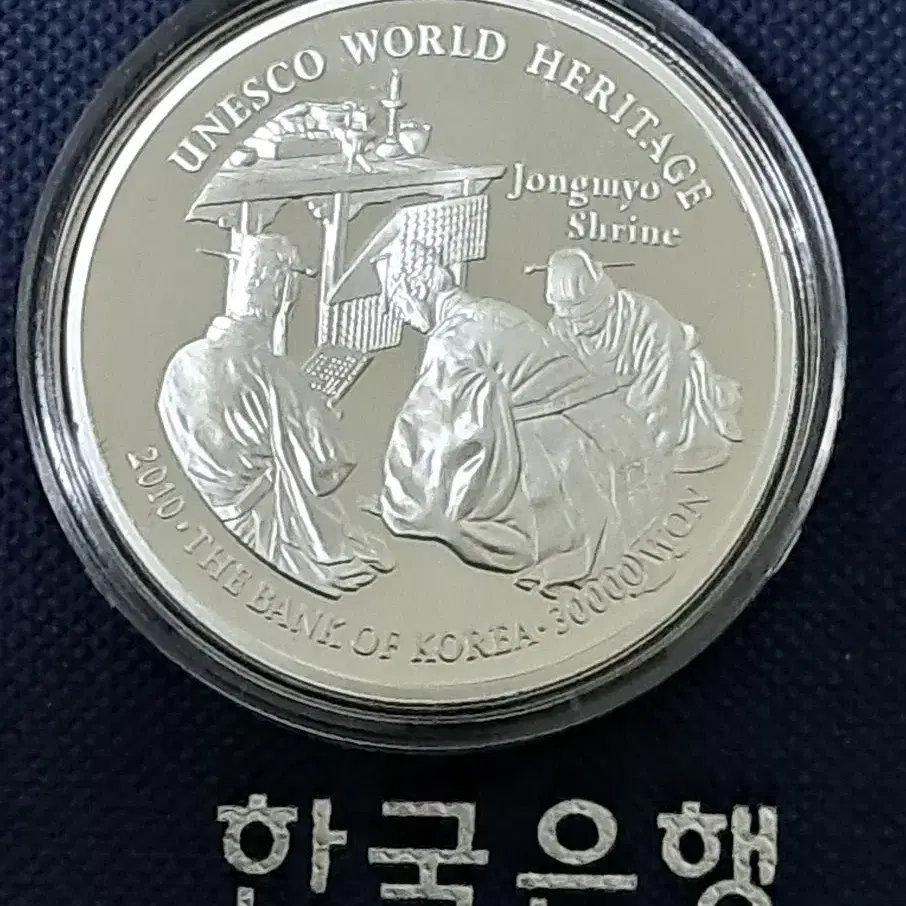 UNESCO WORLD HERITAGE
Jongmyo
Shrine
2010·THE BANK OF KOREA·30000 WON
한국은행